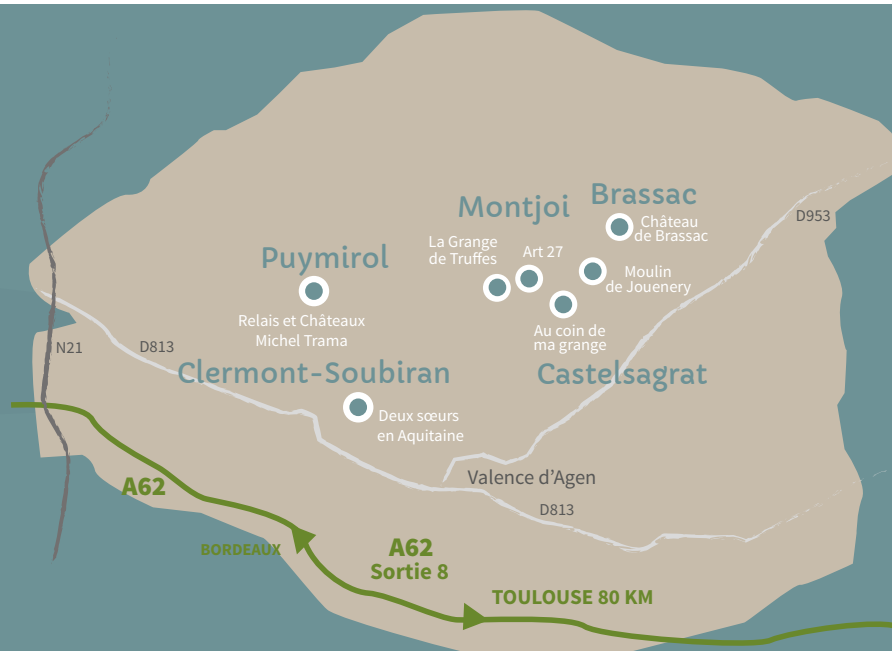 Brassac
Montjoi
Château
de Brassac
D953
La Grange
de Truffes
Art 27
Puymirol
Moulin
de Jouenery
Relais et Châteaux
Michel Trama
Au coin de
ma grange
N21
D813
Clermont-Soubiran
Castelsagrat
Deux sœurs
en Aquitaine
Valence d'Agen
A62
D813
BORDEAUX
A62
Sortie 8
TOULOUSE 80 KM